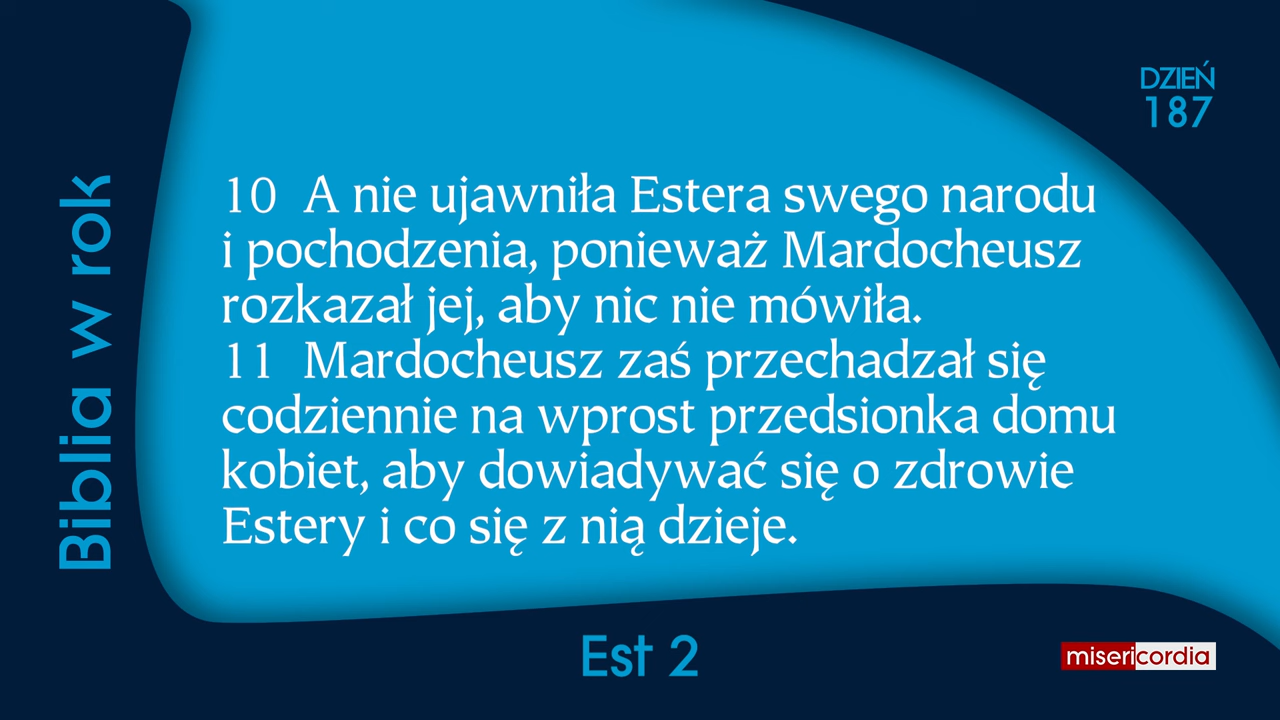 DZIEŃ
187
Biblia w rok
10 A nie ujawniła Estera swego narodu
i pochodzenia, ponieważ Mardocheusz
rozkazał jej, aby nic nie mówiła.
11 Mardocheusz zaś przechadzał się
codziennie na wprost przedsionka domu
kobiet, aby dowiadywać się o zdrowie
Estery i co się z nią dzieje.
Est 2
misericordia